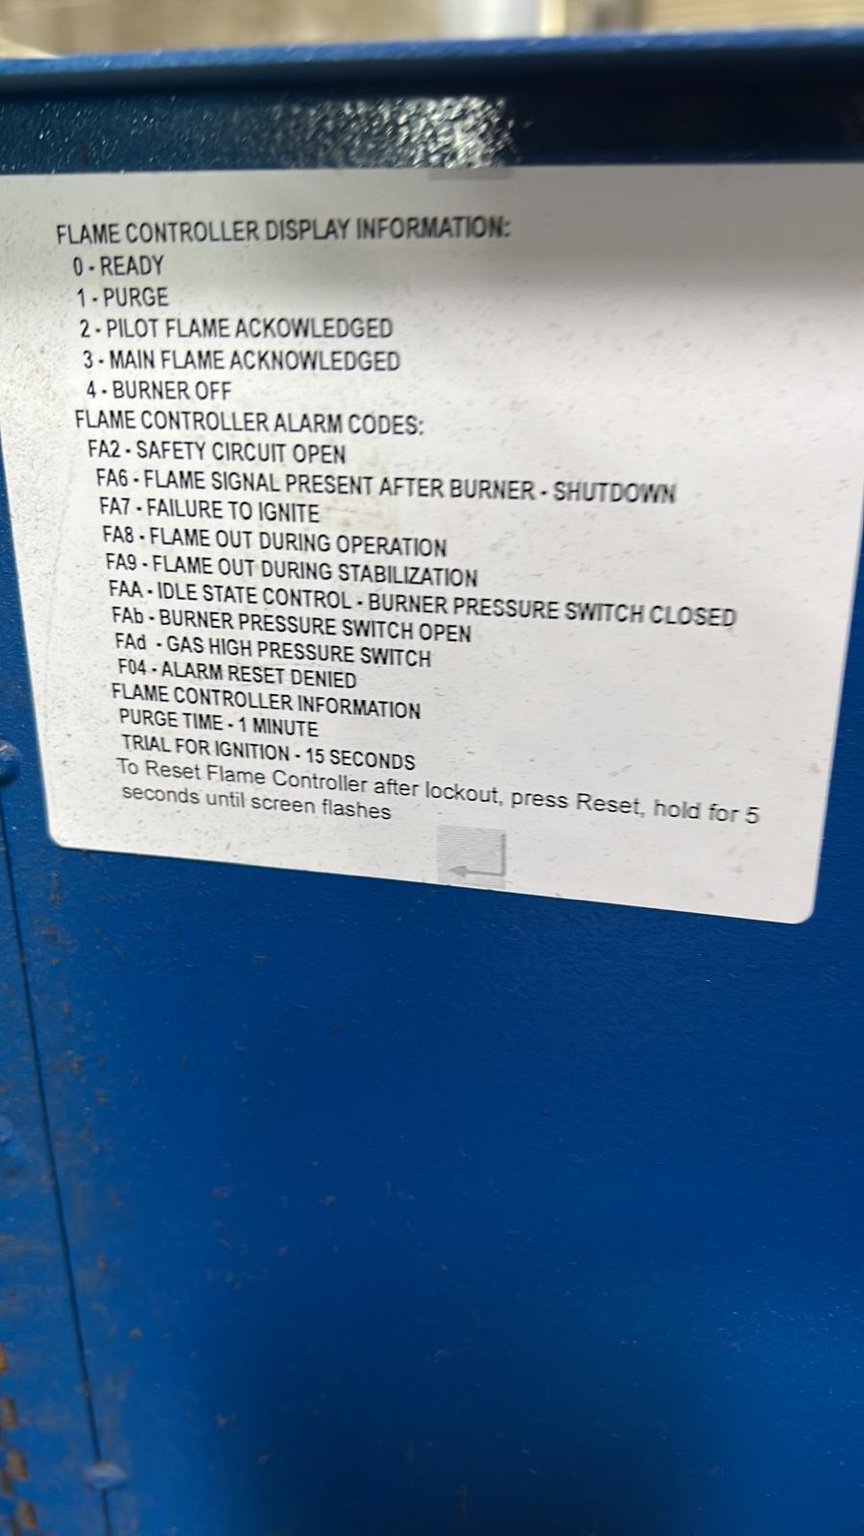 FLAME CONTROLLER DISPLAY INFORMATION:
0 - READY
1 - PURGE
2 - PILOT FLAME ACKOWLEDGED
3 - MAIN FLAME ACKNOWLEDGED
4 - BURNER OFF
FLAME CONTROLLER ALARM CODES:
FA2 - SAFETY CIRCUIT OPEN
FA6 - FLAME SIGNAL PRESENT AFTER BURNER - SHUTDOWN
FA7 - FAILURE TO IGNITE
FA8 - FLAME OUT DURING OPERATION
FA9 - FLAME OUT DURING STABILIZATION
FAA - IDLE STATE CONTROL - BURNER PRESSURE SWITCH CLOSED
FAb - BURNER PRESSURE SWITCH OPEN
FAd - GAS HIGH PRESSURE SWITCH
F04 - ALARM RESET DENIED
FLAME CONTROLLER INFORMATION
PURGE TIME - 1 MINUTE
TRIAL FOR IGNITION - 15 SECONDS
To Reset Flame Controller after lockout, press Reset, hold for 5
seconds until screen flashes